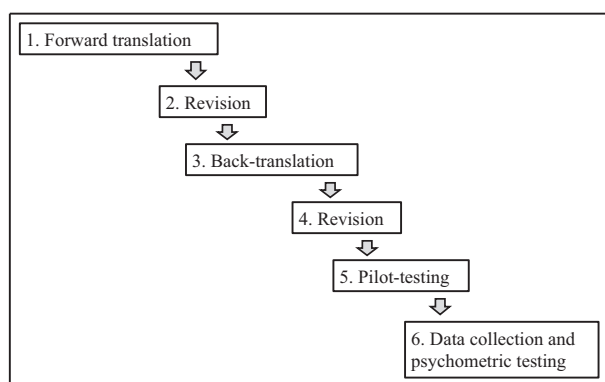 1. Forward translation
2. Revision
3. Back-translation
4. Revision
5. Pilot-testing
6. Data collection and
psychometric testing